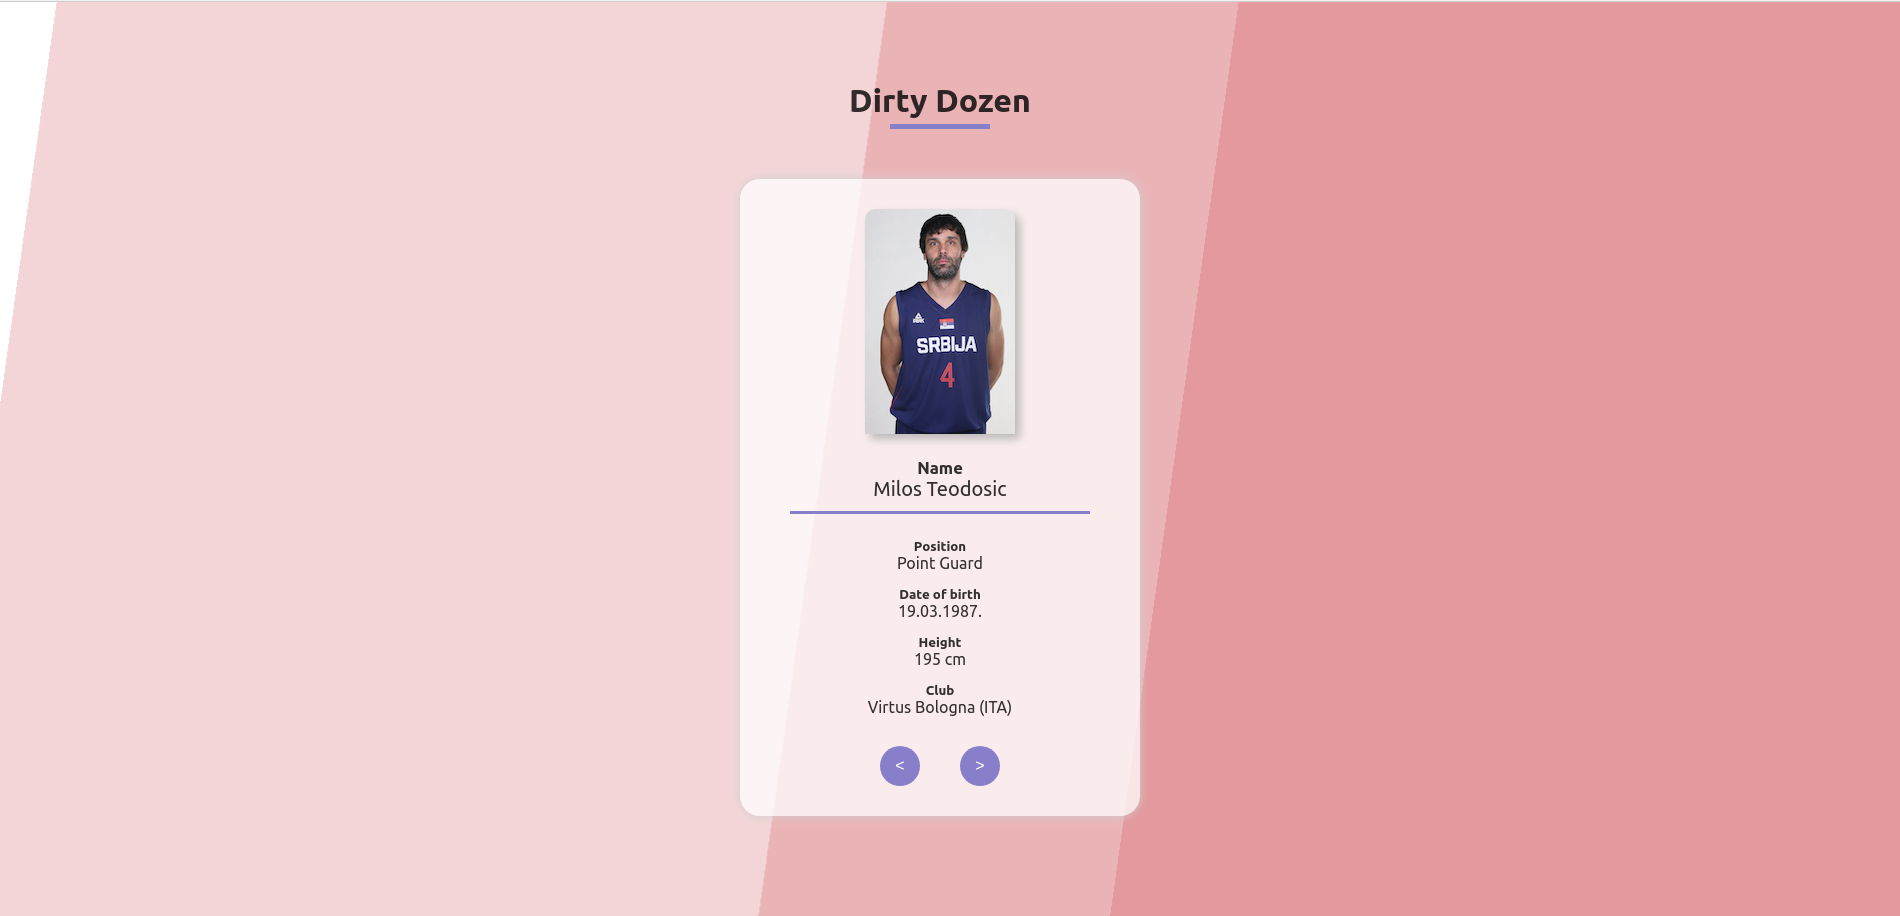 Dirty Dozen
PEAK
SRBIJA
4
Name
Milos Teodosic
Position
Point Guard
Date of birth
19.03.1987.
Height
195 cm
Club
Virtus Bologna (ITA)
< >